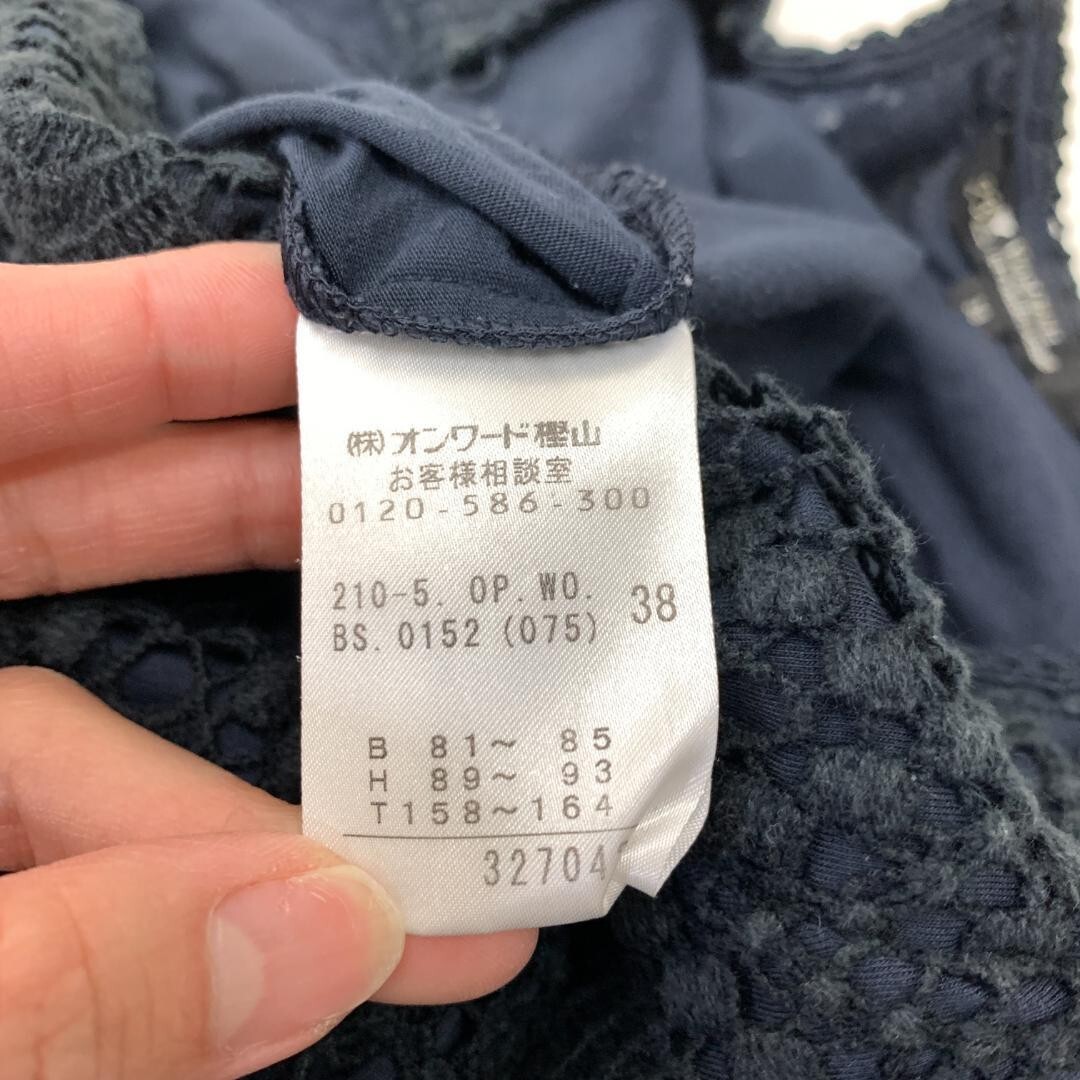 (株)オンワード樫山
お客様相談室
0120-586-300
210-5. OP. WO.
BS. 0152 (075) 38
B 81～ 85
H 89～ 93
T158～164
32704